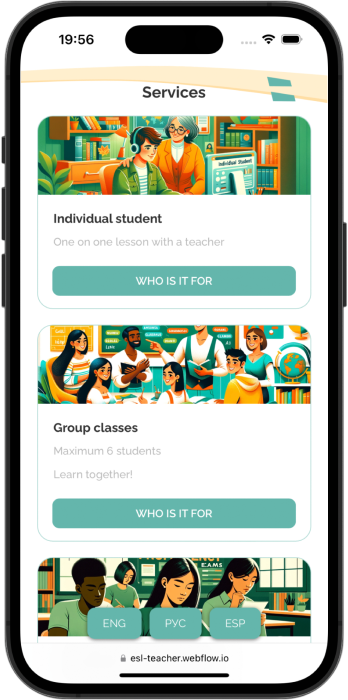 19:56
Services
Individual Student
Individual student
One on one lesson with a teacher
WHO IS IT FOR
Group classes
Maximum 6 students
Learn together!
WHO IS IT FOR
EXAMS
ENG
РУС
ESP
esl-teacher.webflow.io